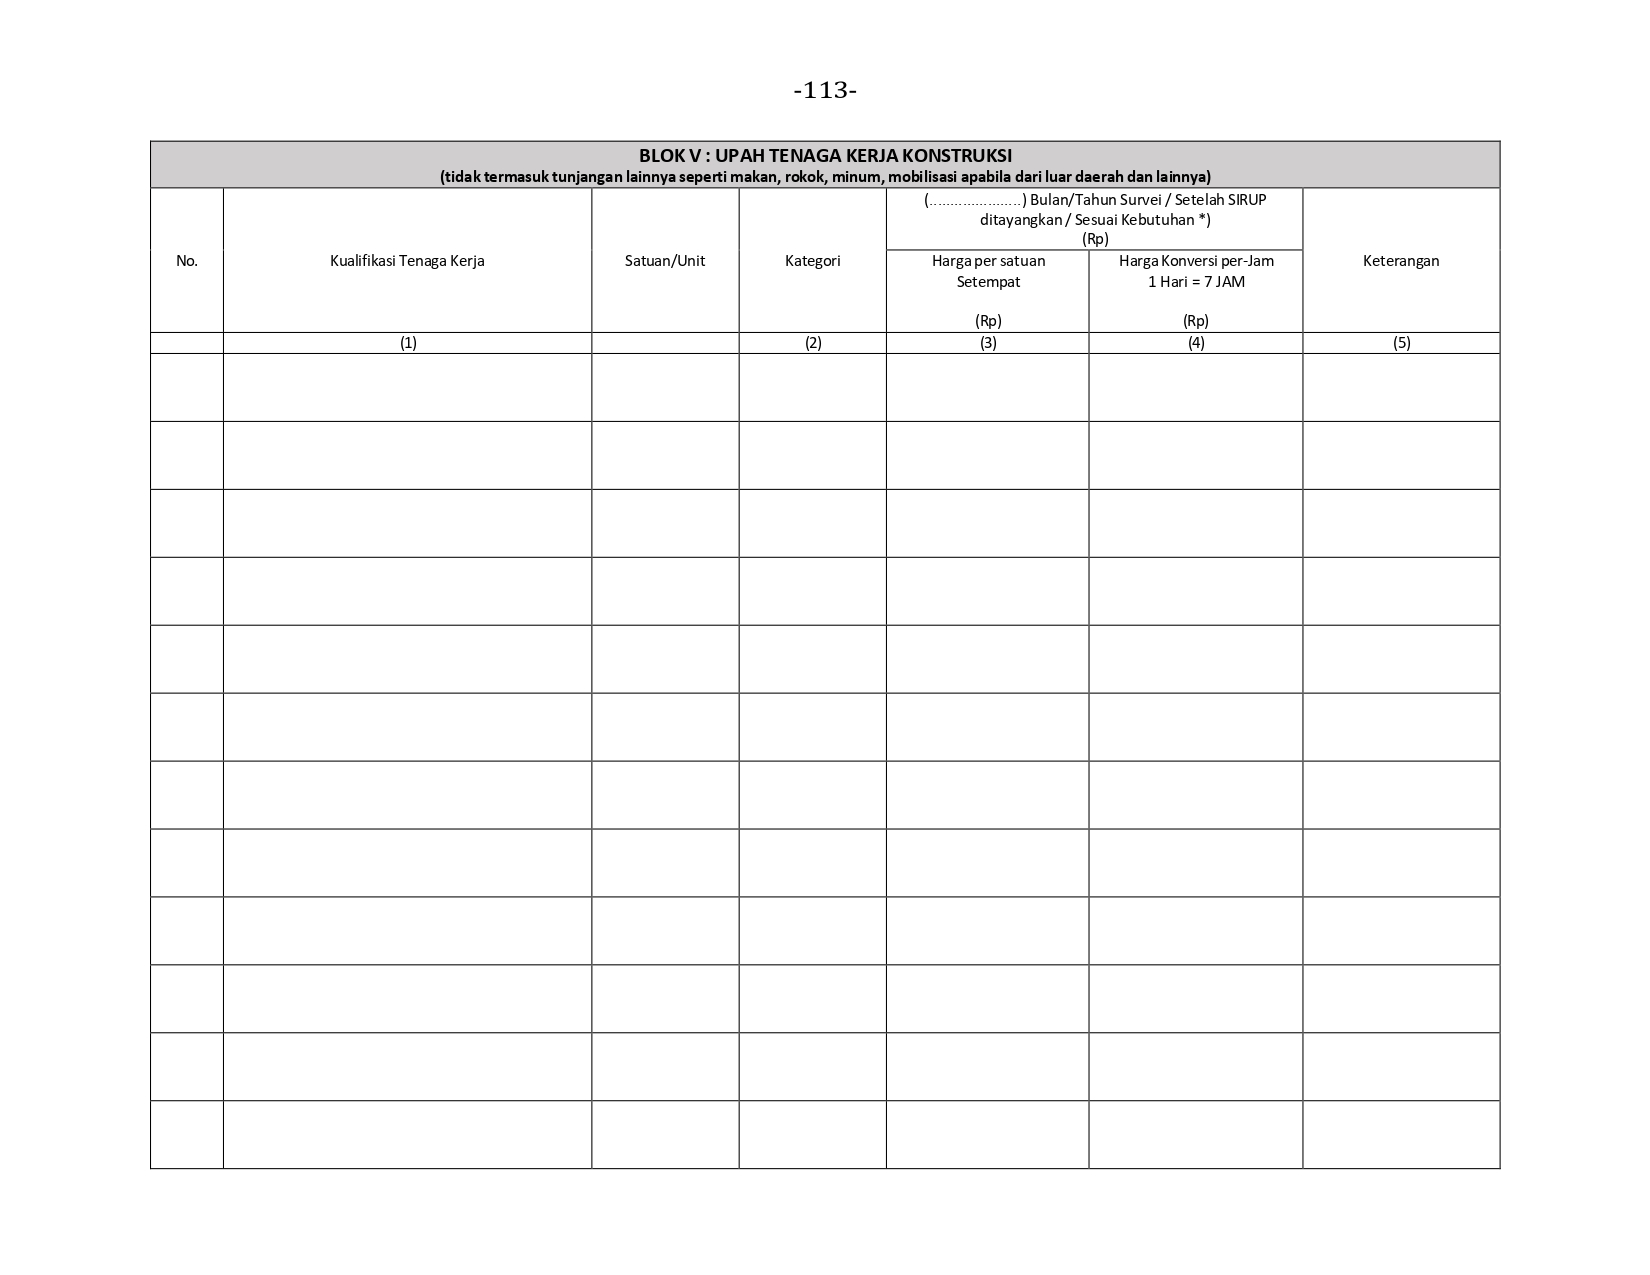 -113-
BLOK V : UPAH TENAGA KERJA KONSTRUKSI
(tidak termasuk tunjangan lainnya seperti makan, rokok, minum, mobilisasi apabila dari luar daerah dan lainnya)
No.
Kualifikasi Tenaga Kerja
Satuan/Unit
Kategori
(......................) Bulan/Tahun Survei / Setelah SIRUP
ditayangkan / Sesuai Kebutuhan *)
(Rp)
Harga per satuan
Setempat
(Rp)
Harga Konversi per-Jam
1 Hari = 7 JAM
(Rp)
Keterangan
(1)
(2)
(3)
(4)
(5)